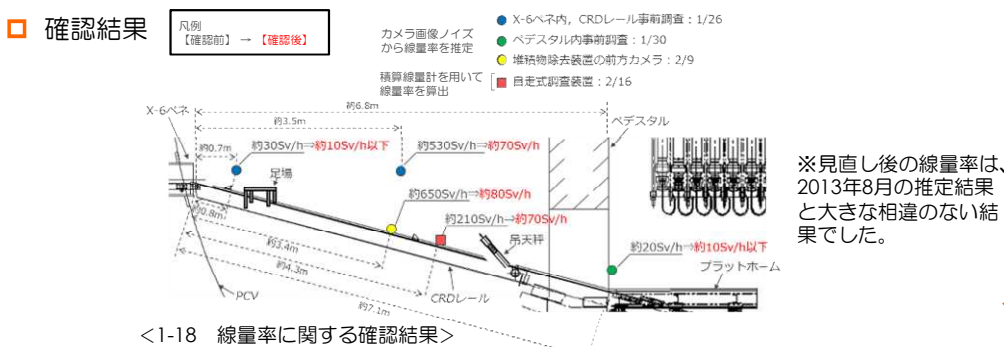 確認結果
凡例
【確認前】 → 【確認後】
カメラ画像ノイズ
から線量率を推定
X-6ペネ内，CRDレール事前調査：1/26
ペデスタル内事前調査：1/30
堆積物除去装置の前方カメラ：2/9
積算線量計を用いて
線量率を算出
自走式調査装置：2/16
X-6ペネ
約6.8m
ペデスタル
約3.5m
約0.7m
約30Sv/h⇒約10Sv/h以下
約530Sv/h⇒約70Sv/h
足場
約650Sv/h⇒約80Sv/h
約0.8m
約210Sv/h⇒約70Sv/h
吊天秤
約3.4m
約20Sv/h⇒約10Sv/h以下
約4.3m
プラットホーム
PCV
CRDレール
約7.1m
※見直し後の線量率は、
2013年8月の推定結果
と大きな相違のない結
果でした。
<1-18　線量率に関する確認結果>